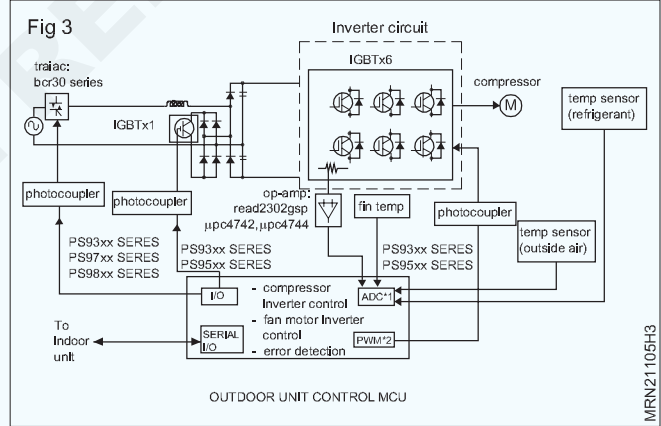 Fig 3
Inverter circuit
traiac:
bcr30 series
IGBTx6
compressor
M
temp sensor
(refrigerant)
IGBTx1
photocoupler
photocoupler
op-amp:
read2302gsp
µpc4742,µpc4744
fin temp
photocoupler
temp sensor
(outside air)
PS93xx SERES
PS97xx SERES
PS98xx SERES
PS93xx SERES
PS95xx SERES
PS93xx SERES
PS95xx SERES
I/O
- compressor
Inverter control
- fan motor Inverter
control
- error detection
ADC*1
To
Indoor
unit
SERIAL
I/O
PWM*2
OUTDOOR UNIT CONTROL MCU
MRN21105H3